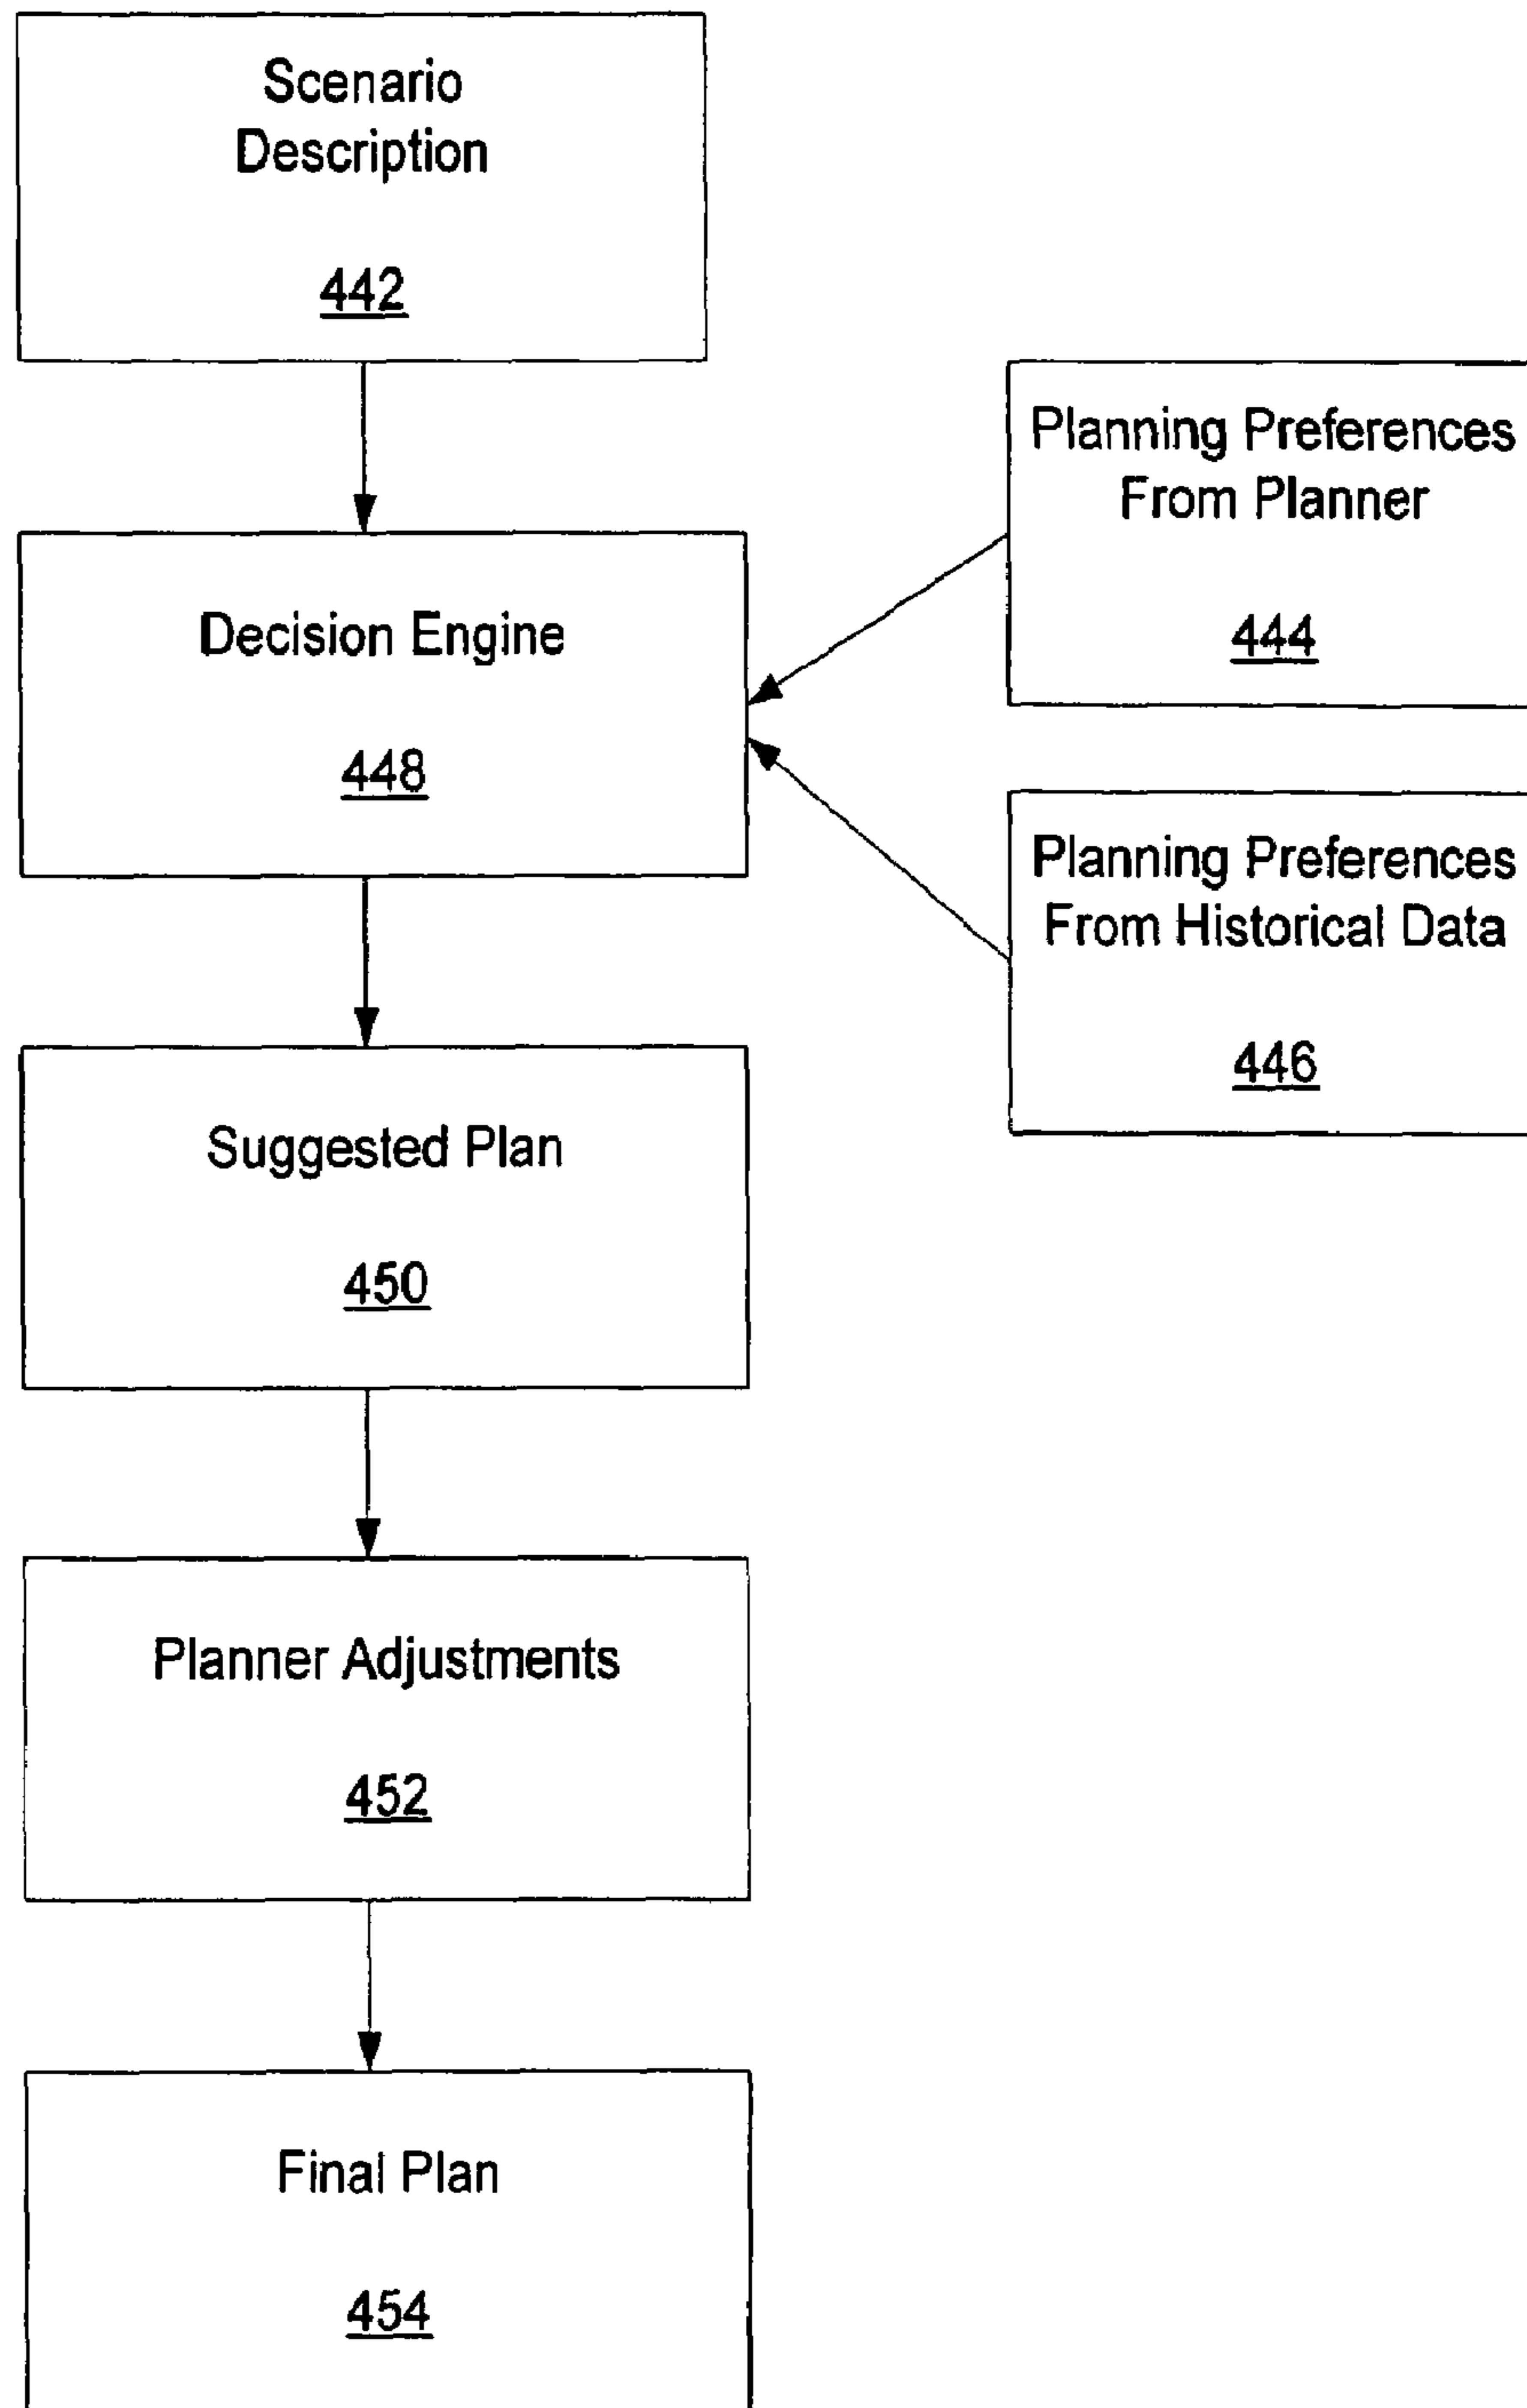 Scenario
Description
442
Planning Preferences
From Planner
444
Decision Engine
448
Planning Preferences
From Historical Data
446
Suggested Plan
450
Planner Adjustments
452
Final Plan
454